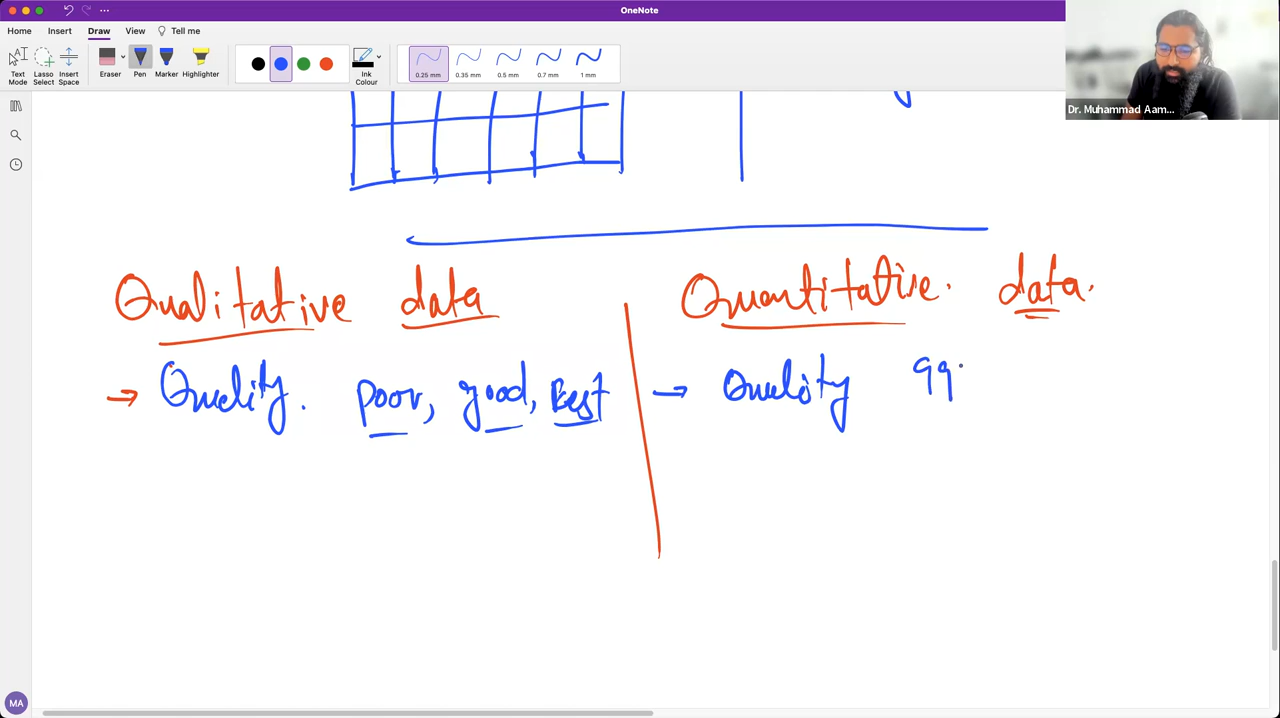 OneNote
Home Insert Draw View Tell me
Text Mode
Lasso Select
Insert Space
Eraser
Pen
Marker
Highlighter
Ink Colour
0.25 mm
0.35 mm
0.5 mm
0.7 mm
1 mm
Dr. Muhammad Aam...
Qualitative data
Quantitative. data.
→ Quality. poor, good, Best
→ Quality 99.
MA